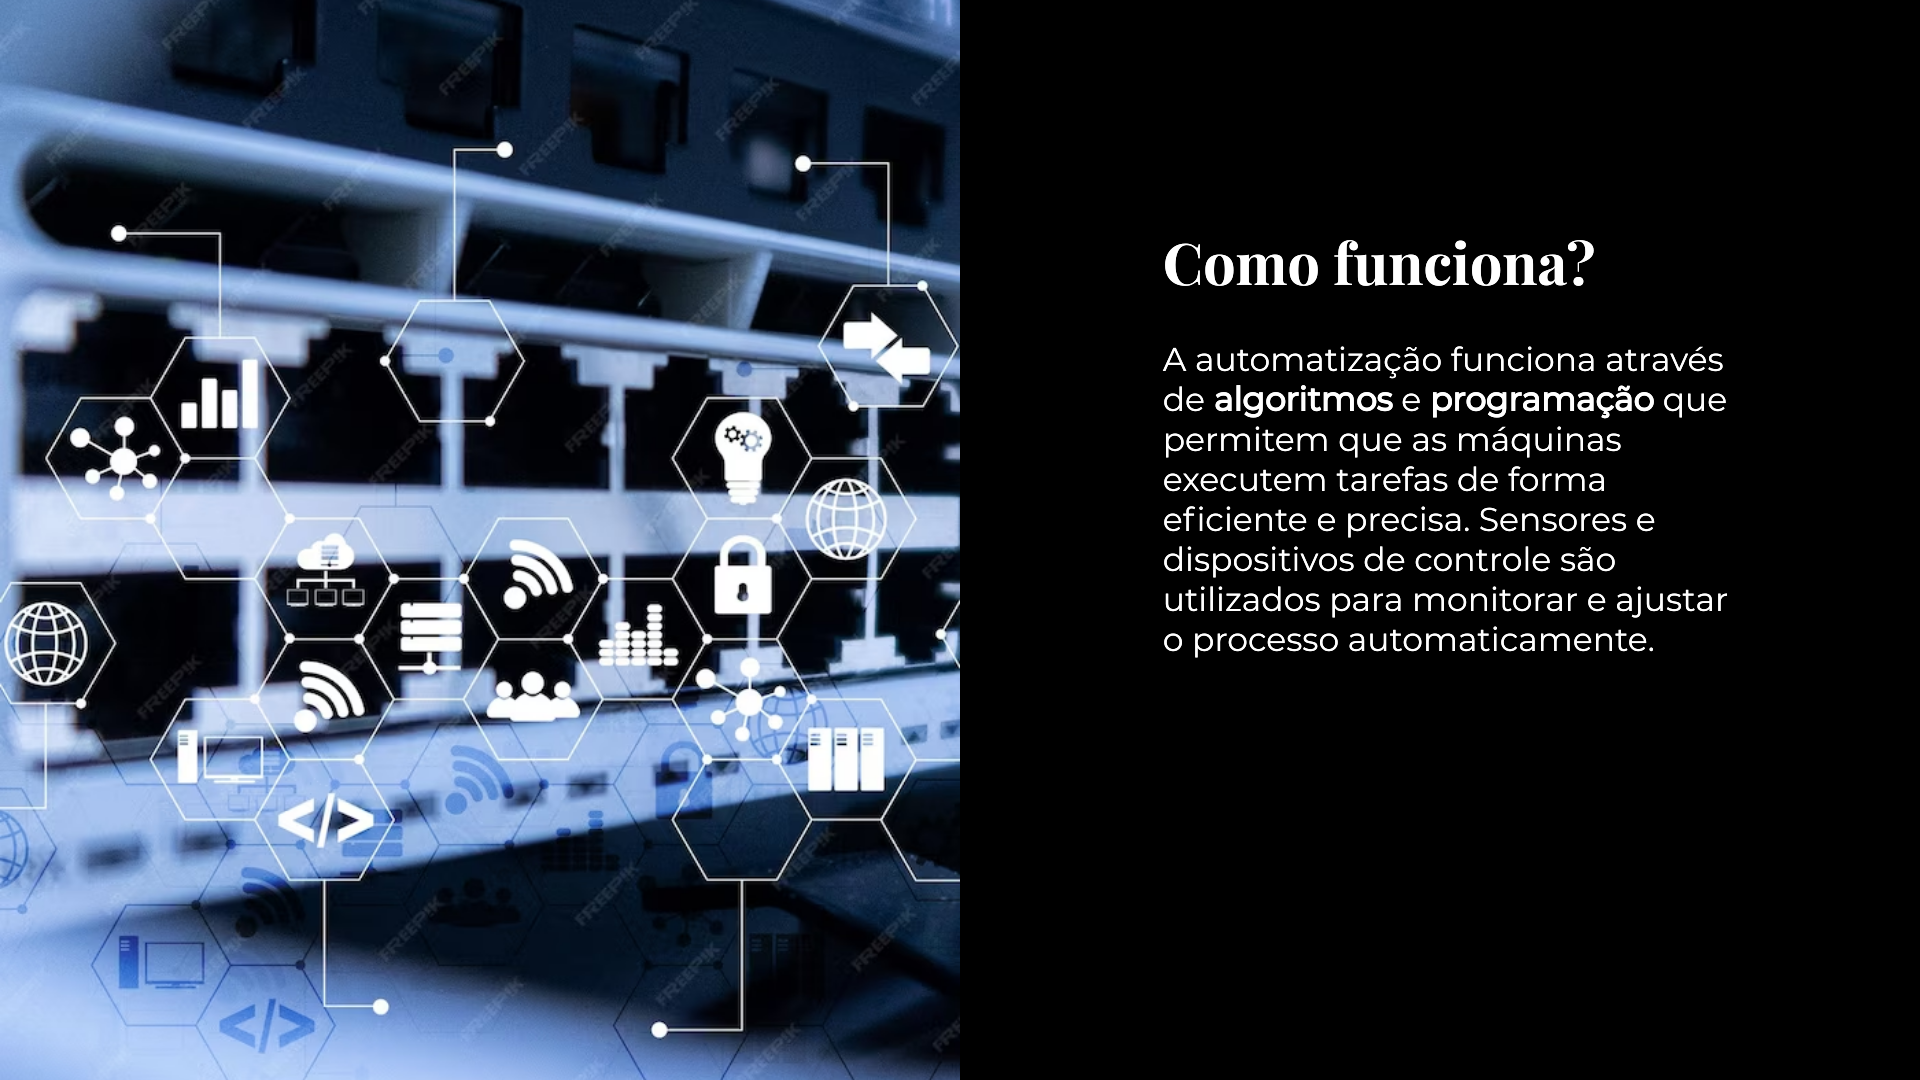 Como funciona?
A automatização funciona através
de algoritmos e programação que
permitem que as máquinas
executem tarefas de forma
eficiente e precisa. Sensores e
dispositivos de controle são
utilizados para monitorar e ajustar
o processo automaticamente.